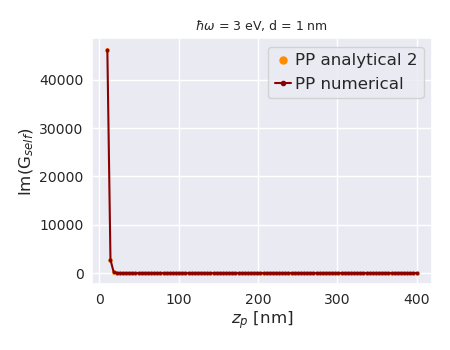 ħω = 3 eV, d = 1 nm
PP analytical 2
PP numerical
Im(G_self)
40000
30000
20000
10000
0
0 100 200 300 400
z_p [nm]